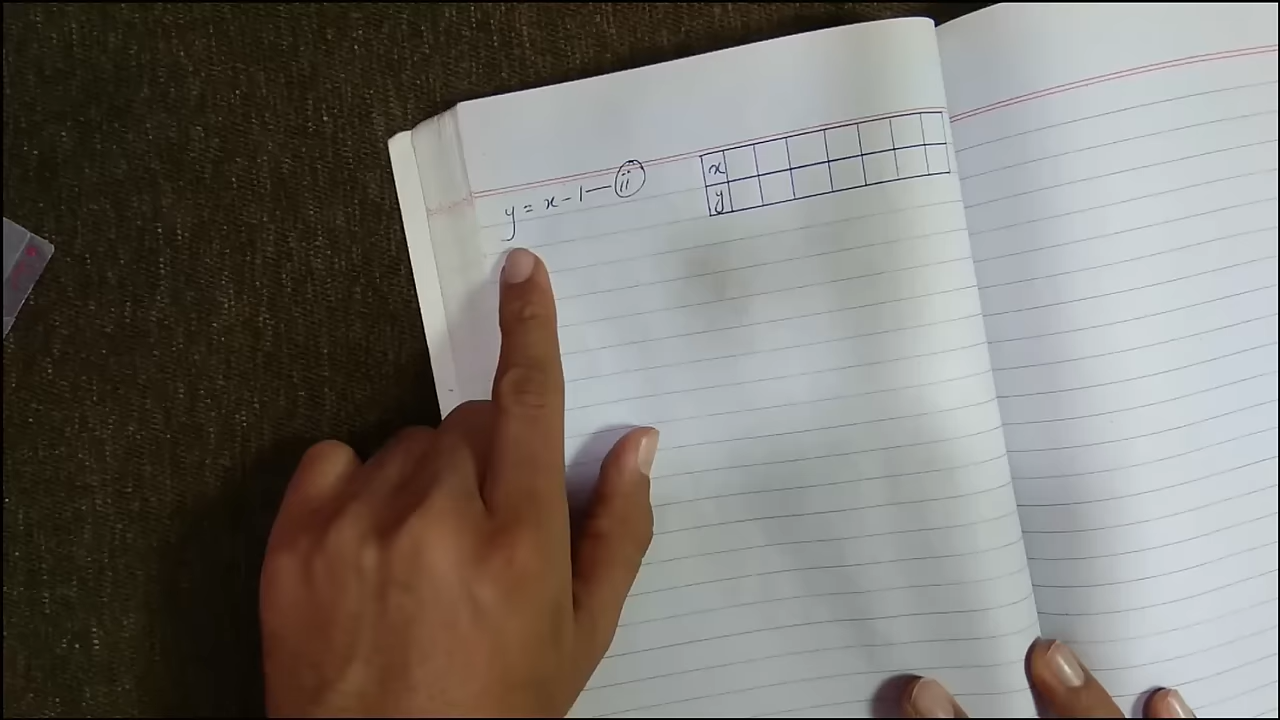 y = x - 1 — ii
x
y